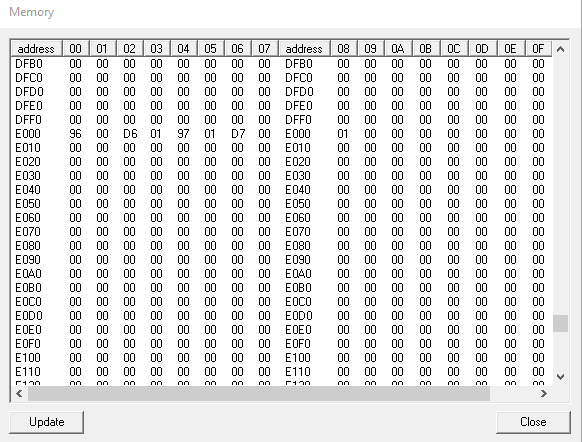 Memory
address 00 01 02 03 04 05 06 07 address 08 09 0A 0B 0C 0D 0E 0F
DFB0 00 00 00 00 00 00 00 00 DFB0 00 00 00 00 00 00 00 00
DFC0 00 00 00 00 00 00 00 00 DFC0 00 00 00 00 00 00 00 00
DFD0 00 00 00 00 00 00 00 00 DFD0 00 00 00 00 00 00 00 00
DFE0 00 00 00 00 00 00 00 00 DFE0 00 00 00 00 00 00 00 00
DFF0 00 00 00 00 00 00 00 00 DFF0 00 00 00 00 00 00 00 00
E000 96 00 D6 01 97 01 D7 00 E000 01 00 00 00 00 00 00 00
E010 00 00 00 00 00 00 00 00 E010 00 00 00 00 00 00 00 00
E020 00 00 00 00 00 00 00 00 E020 00 00 00 00 00 00 00 00
E030 00 00 00 00 00 00 00 00 E030 00 00 00 00 00 00 00 00
E040 00 00 00 00 00 00 00 00 E040 00 00 00 00 00 00 00 00
E050 00 00 00 00 00 00 00 00 E050 00 00 00 00 00 00 00 00
E060 00 00 00 00 00 00 00 00 E060 00 00 00 00 00 00 00 00
E070 00 00 00 00 00 00 00 00 E070 00 00 00 00 00 00 00 00
E080 00 00 00 00 00 00 00 00 E080 00 00 00 00 00 00 00 00
E090 00 00 00 00 00 00 00 00 E090 00 00 00 00 00 00 00 00
E0A0 00 00 00 00 00 00 00 00 E0A0 00 00 00 00 00 00 00 00
E0B0 00 00 00 00 00 00 00 00 E0B0 00 00 00 00 00 00 00 00
E0C0 00 00 00 00 00 00 00 00 E0C0 00 00 00 00 00 00 00 00
E0D0 00 00 00 00 00 00 00 00 E0D0 00 00 00 00 00 00 00 00
E0E0 00 00 00 00 00 00 00 00 E0E0 00 00 00 00 00 00 00 00
E0F0 00 00 00 00 00 00 00 00 E0F0 00 00 00 00 00 00 00 00
E100 00 00 00 00 00 00 00 00 E100 00 00 00 00 00 00 00 00
E110 00 00 00 00 00 00 00 00 E110 00 00 00 00 00 00 00 00
Update Close